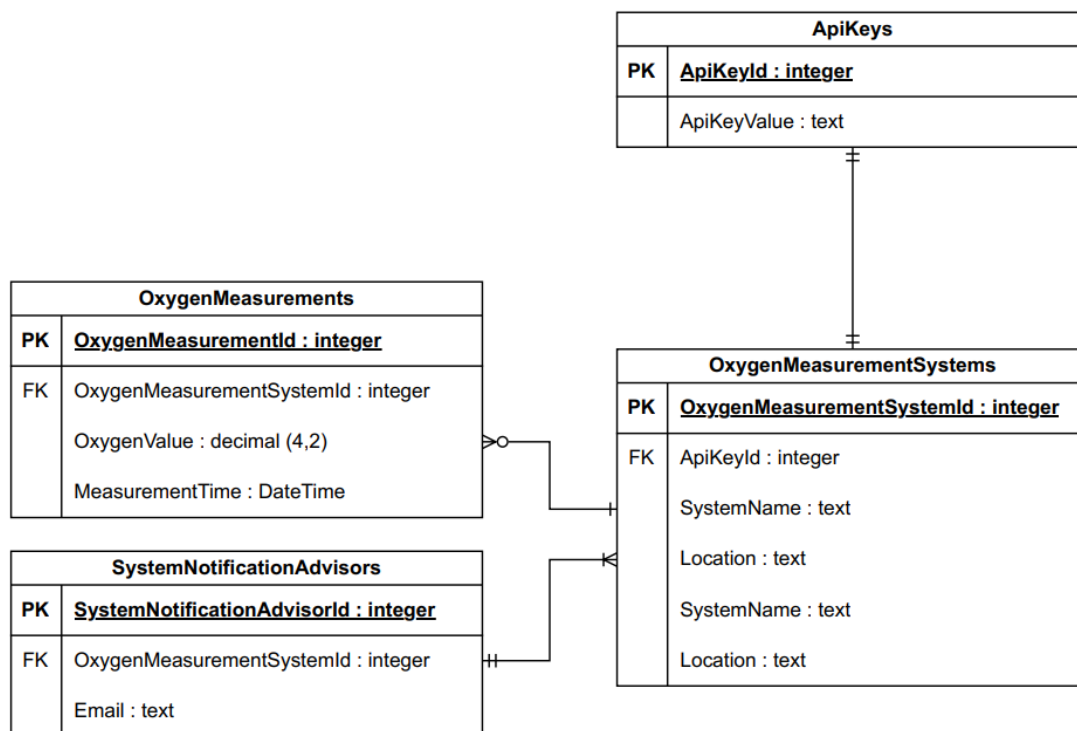 ApiKeys
PK ApiKeyId : integer
ApiKeyValue : text
OxygenMeasurements
PK OxygenMeasurementId : integer
FK OxygenMeasurementSystemId : integer
OxygenValue : decimal (4,2)
MeasurementTime : DateTime
OxygenMeasurementSystems
PK OxygenMeasurementSystemId : integer
FK ApiKeyId : integer
SystemName : text
Location : text
SystemName : text
Location : text
SystemNotificationAdvisors
PK SystemNotificationAdvisorId : integer
FK OxygenMeasurementSystemId : integer
Email : text